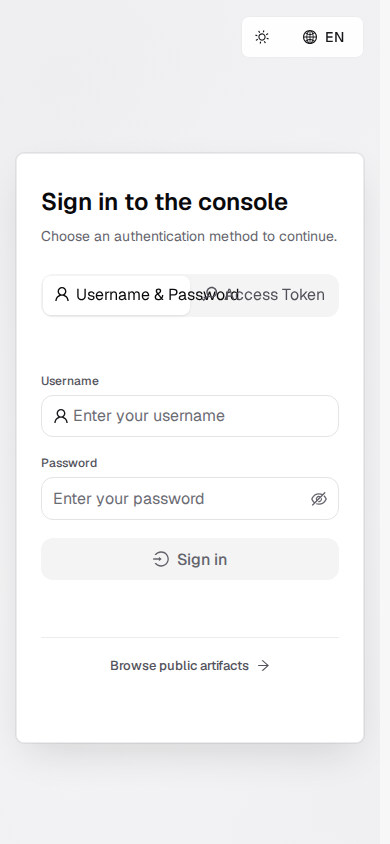 EN
Sign in to the console
Choose an authentication method to continue.
Username & Password
Access Token
Username
Enter your username
Password
Enter your password
Sign in
Browse public artifacts